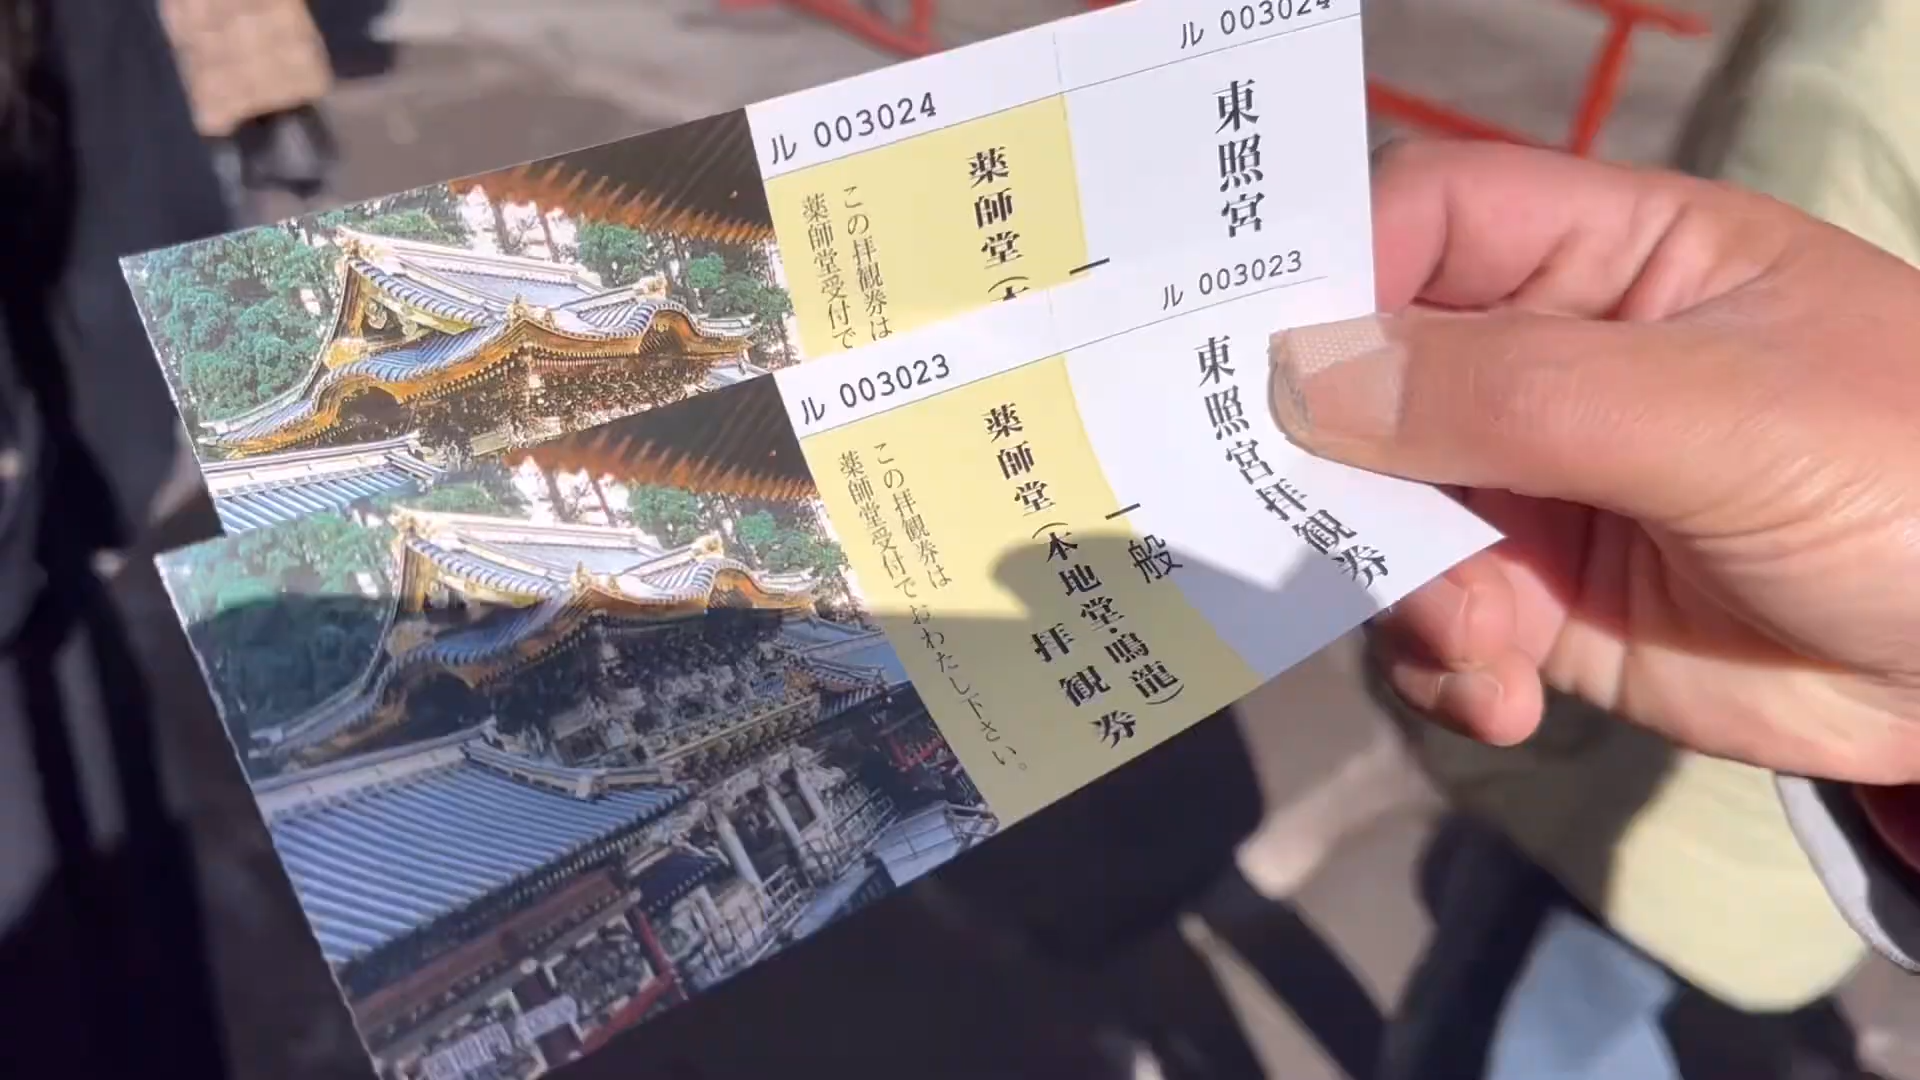 ル 003024
東照宮
ル 003024
薬師堂(本
この拝観券は
薬師堂受付で
ル 003023
東照宮拝観券
一般
ル 003023
薬師堂(本地堂・鳴龍)
拝観券
この拝観券は
薬師堂受付でおわたし下さい。